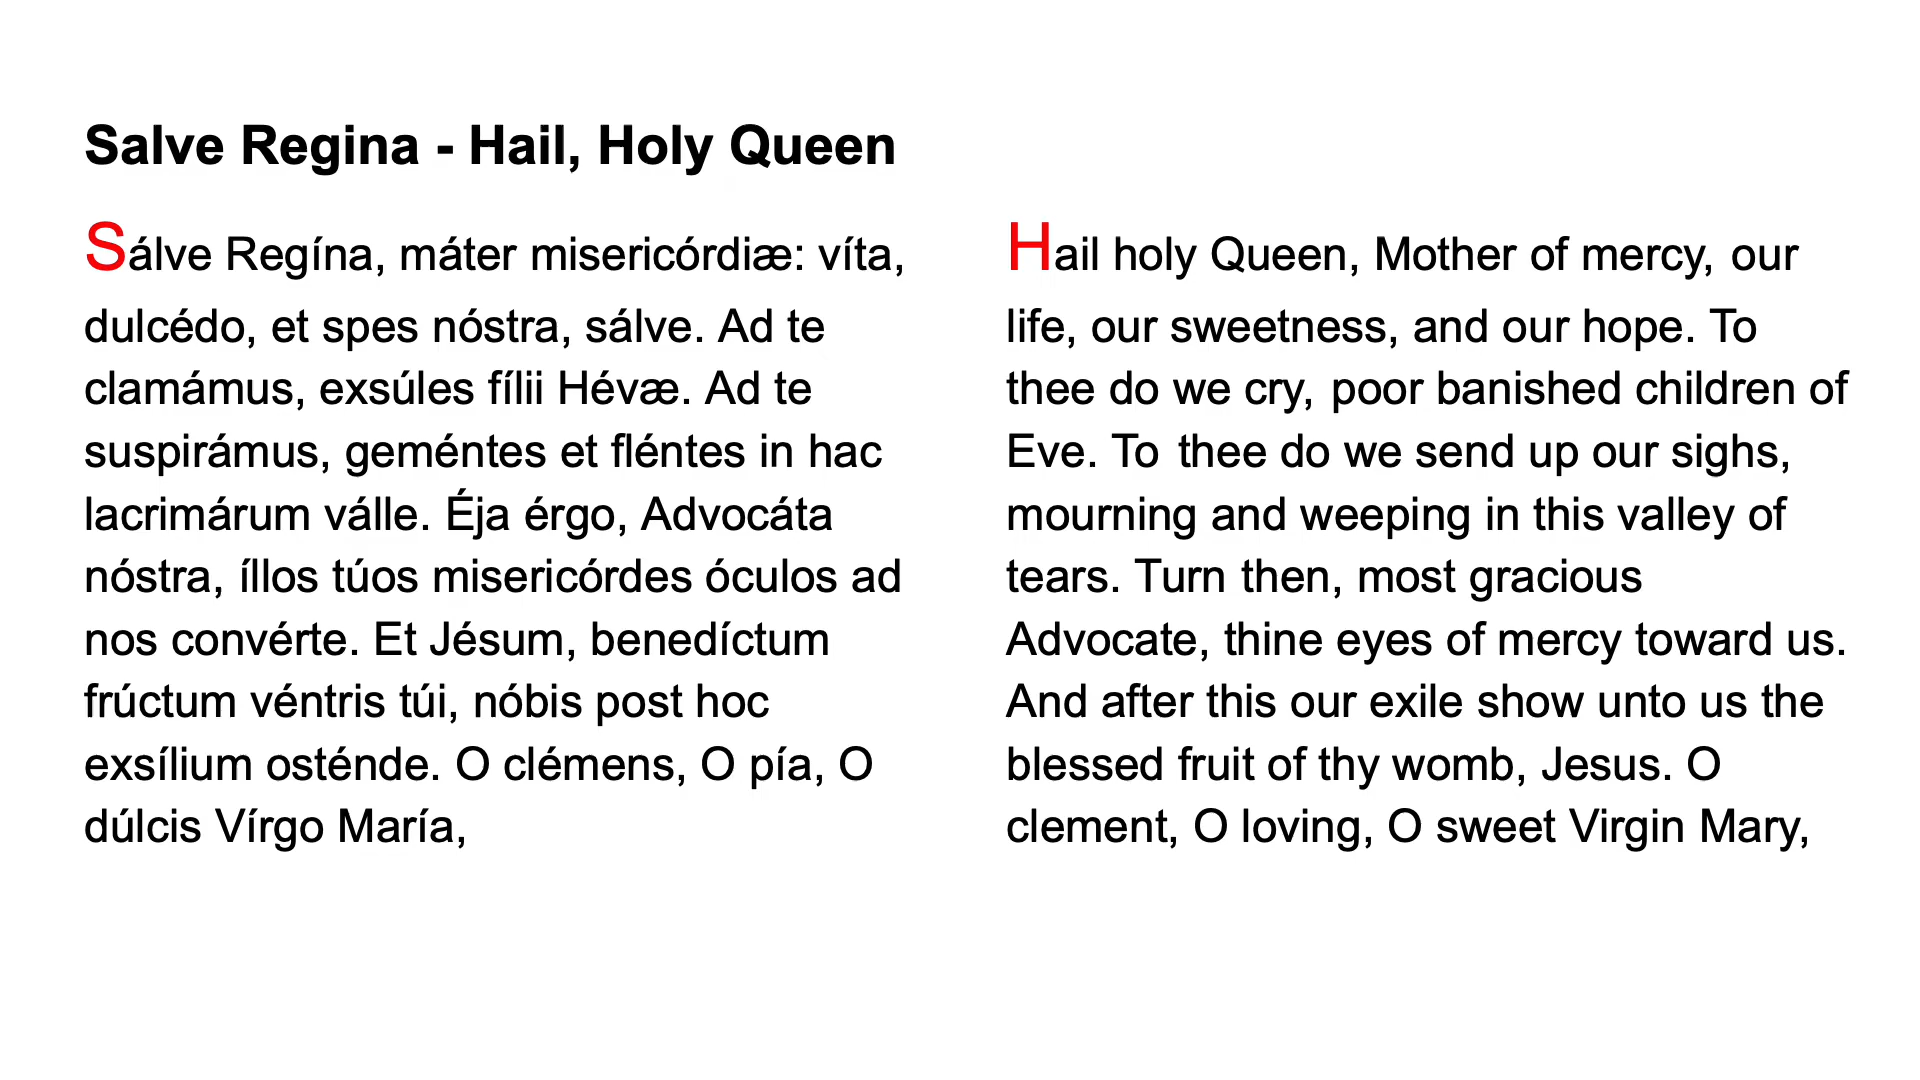 Salve Regina - Hail, Holy Queen
Sálve Regína, máter misericórdiæ: víta,
dulcédo, et spes nóstra, sálve. Ad te
clamámus, exsúles fílii Hévæ. Ad te
suspirámus, geméntes et fléntes in hac
lacrimárum válle. Éja érgo, Advocáta
nóstra, íllos túos misericórdes óculos ad
nos convérte. Et Jésum, benedíctum
frúctum véntris túi, nóbis post hoc
exsílium osténde. O clémens, O pía, O
dúlcis Vírgo María,
Hail holy Queen, Mother of mercy, our
life, our sweetness, and our hope. To
thee do we cry, poor banished children of
Eve. To thee do we send up our sighs,
mourning and weeping in this valley of
tears. Turn then, most gracious
Advocate, thine eyes of mercy toward us.
And after this our exile show unto us the
blessed fruit of thy womb, Jesus. O
clement, O loving, O sweet Virgin Mary,